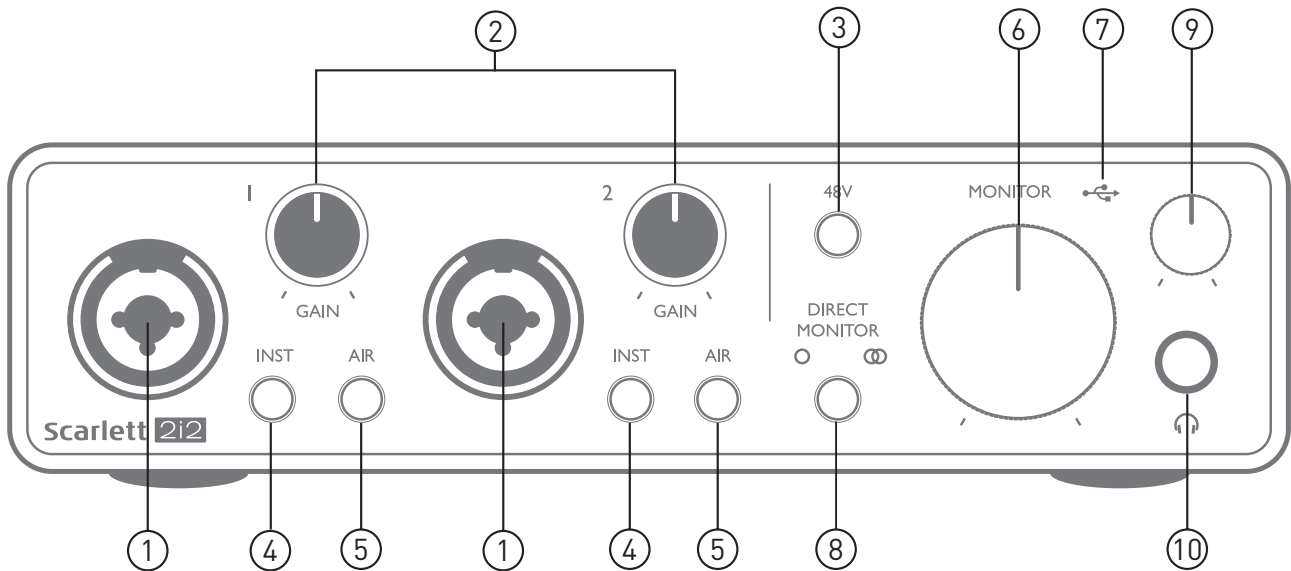 2
3
6
7
9
1
2
48V
MONITOR
GAIN
GAIN
DIRECT
MONITOR
INST
AIR
INST
AIR
Scarlett 2i2
1
4
5
1
4
5
8
10